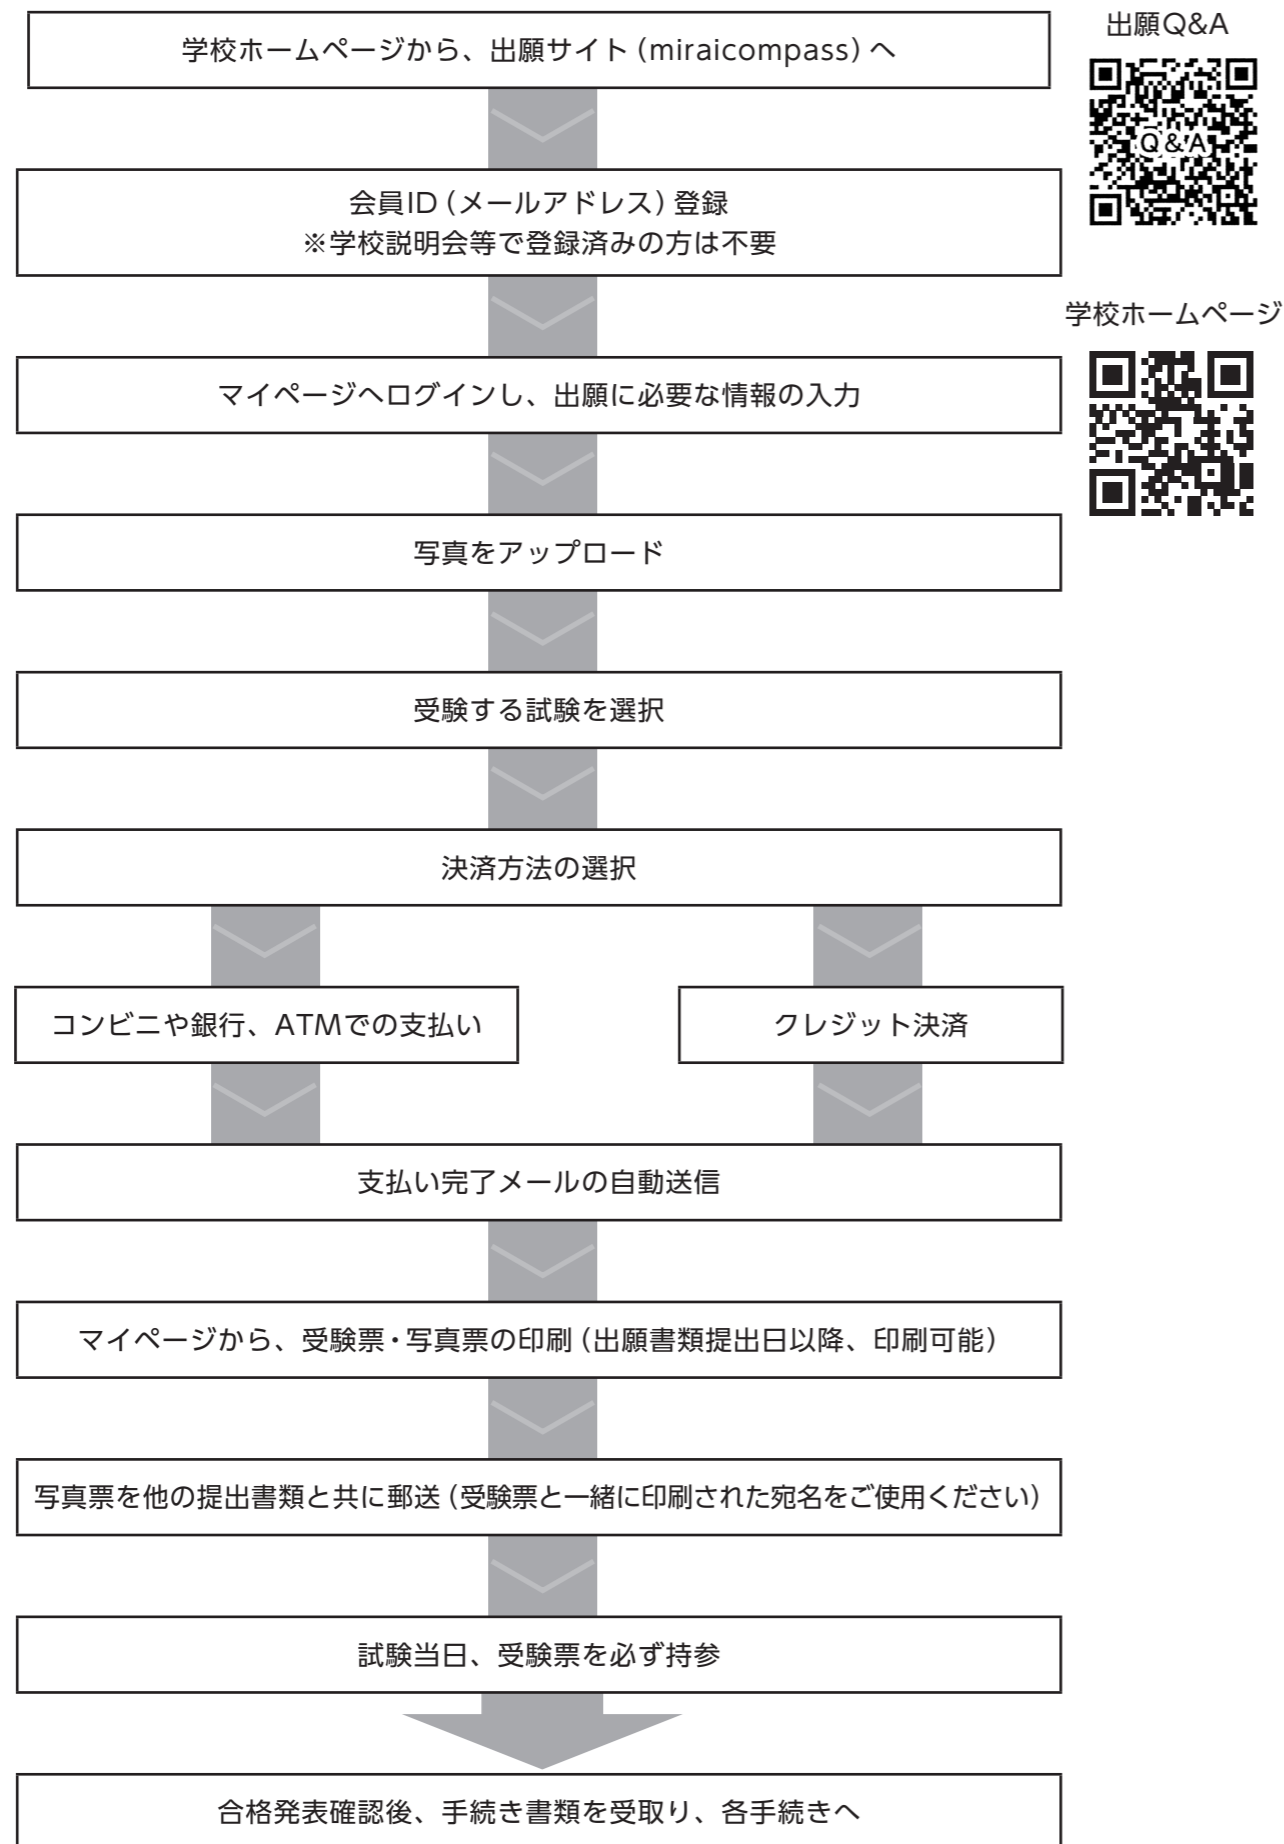 学校ホームページから、出願サイト（miraicompass）へ
会員ID（メールアドレス）登録
※学校説明会等で登録済みの方は不要
マイページへログインし、出願に必要な情報の入力
写真をアップロード
受験する試験を選択
決済方法の選択
コンビニや銀行、ATMでの支払い
クレジット決済
支払い完了メールの自動送信
マイページから、受験票・写真票の印刷（出願書類提出日以降、印刷可能）
写真票を他の提出書類と共に郵送（受験票と一緒に印刷された宛名をご使用ください）
試験当日、受験票を必ず持参
合格発表確認後、手続き書類を受取り、各手続きへ
出願Q&A
Q&A
学校ホームページ